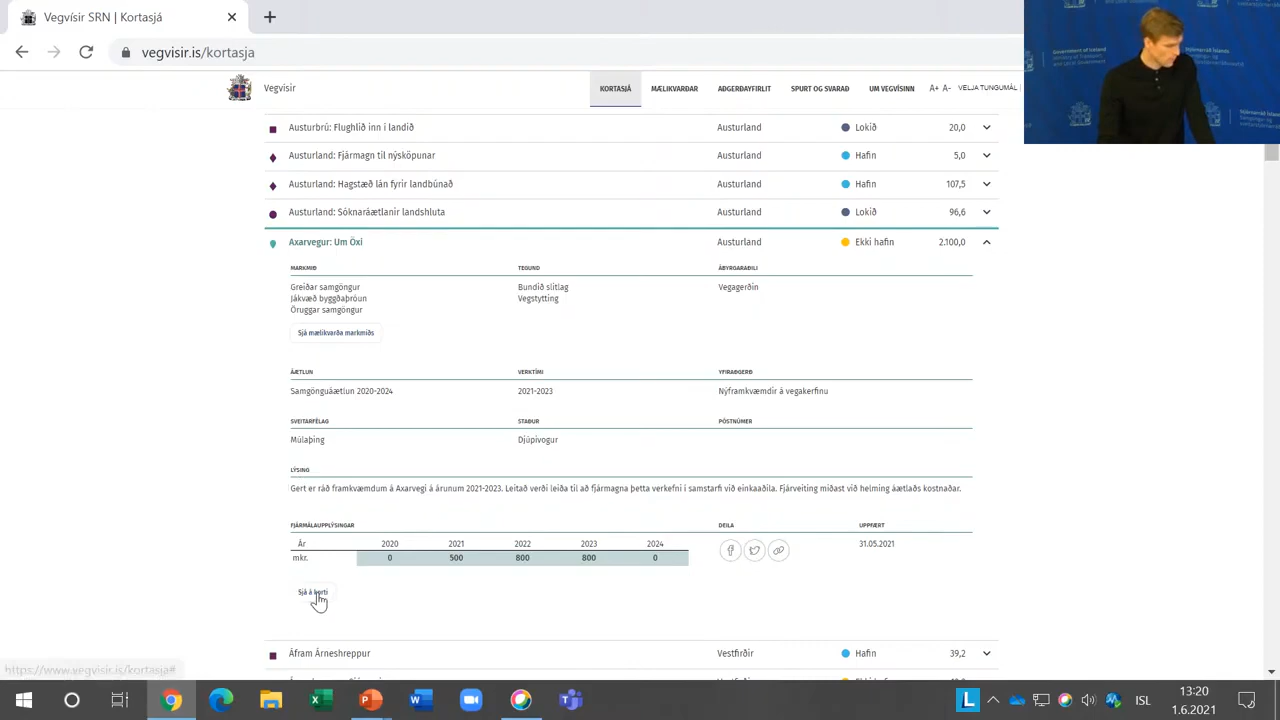 Vegvísir SRN | Kortasjá
vegvisir.is/kortasja
Vegvísir
KORTASJÁ MÆLIKVARÐAR AÐGERÐAYFIRLIT SPURT OG SVARAÐ UM VEGVÍSINN A+ A- VELJA TUNGUMÁL
Government of Iceland
Austurbrú: Flughlið inn í landið Austurland Lokið 20,0
Austurland: Fjármagn til nýsköpunar Austurland Hafin 5,0
Austurland: Hagstæð lán fyrir landbúnað Austurland Hafin 107,5
Austurland: Sóknaráætlanir landshluta Austurland Lokið 96,6
Axarvegur: Um Öxi Austurland Ekki hafin 2.100,0
MARKMIÐ TEGUND ÁBYRGARAÐILI
Greiðar samgöngur Bundið slitlag Vegagerðin
Jákvæð byggðaþróun Vegstytting
Öruggar samgöngur
Sjá mælikvarða markmiðs
ÁÆTLUN VERKTÍMI YFIRAÐGERÐ
Samgönguáætlun 2020-2024 2021-2023 Nýframkvæmdir á vegakerfinu
SVEITARFÉLAG STAÐUR PÓSTNÚMER
Múlaþing Djúpivogur
LÝSING
Gert er ráð framkvæmdum á Axarvegi á árunum 2021-2023. Leitað verði leiða til að fjármagna þetta verkefni í samstarfi við einkaaðila. Fjárveiting miðast við helming áætlaðs kostnaðar.
FJÁRMÁLAUPPLÝSINGAR DEILA UPPFÆRT
Ár 2020 2021 2022 2023 2024 31.05.2021
mkr. 0 500 800 800 0
Sjá á korti
Áfram Árneshreppur Vestfirðir Hafin 39,2
https://www.vegvisir.is/kortasja#
ÍSL
13:20
1.6.2021